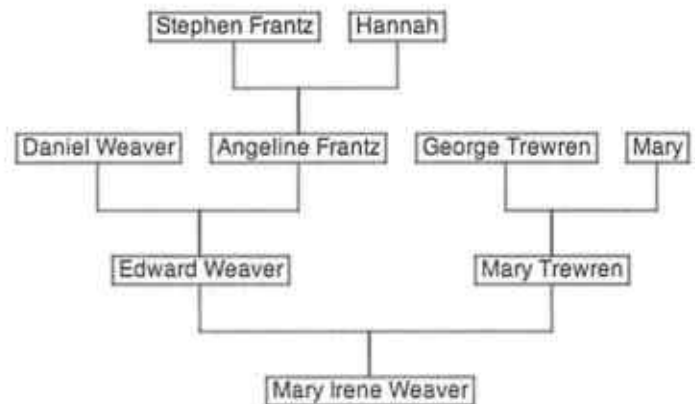 Stephen Frantz Hannah
Daniel Weaver Angeline Frantz George Trewren Mary
Edward Weaver Mary Trewren
Mary Irene Weaver